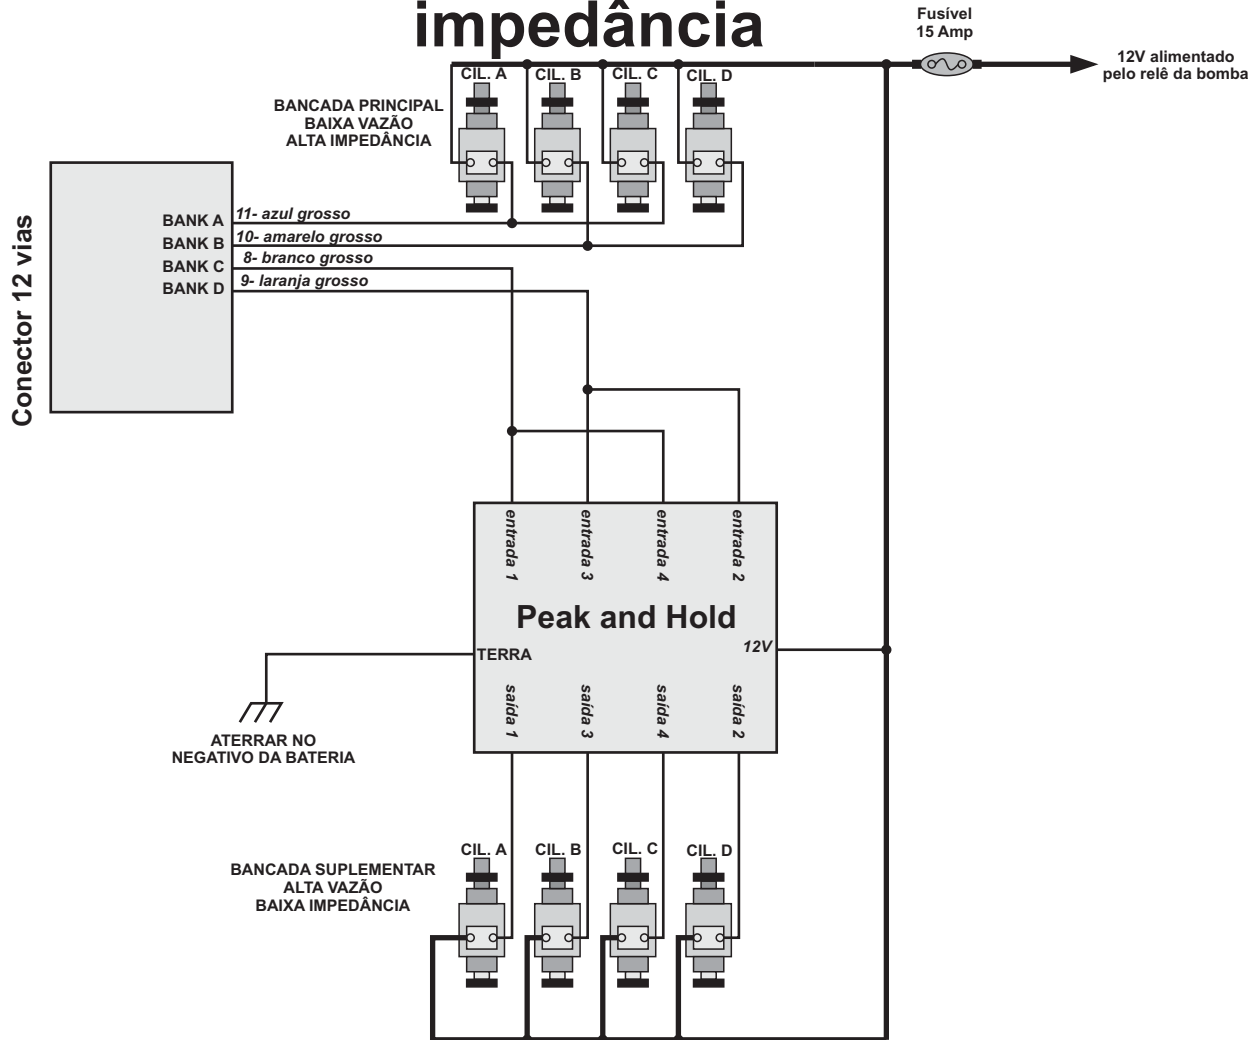 impedância
Fusível
15 Amp
12V alimentado
pelo relê da bomba
CIL. A
CIL. B
CIL. C
CIL. D
BANCADA PRINCIPAL
BAIXA VAZÃO
ALTA IMPEDÂNCIA
Conector 12 vias
BANK A
11- azul grosso
BANK B
10- amarelo grosso
BANK C
8- branco grosso
BANK D
9- laranja grosso
entrada 1
entrada 3
entrada 4
entrada 2
Peak and Hold
12V
TERRA
saída 1
saída 3
saída 4
saída 2
ATERRAR NO
NEGATIVO DA BATERIA
CIL. A
CIL. B
CIL. C
CIL. D
BANCADA SUPLEMENTAR
ALTA VAZÃO
BAIXA IMPEDÂNCIA